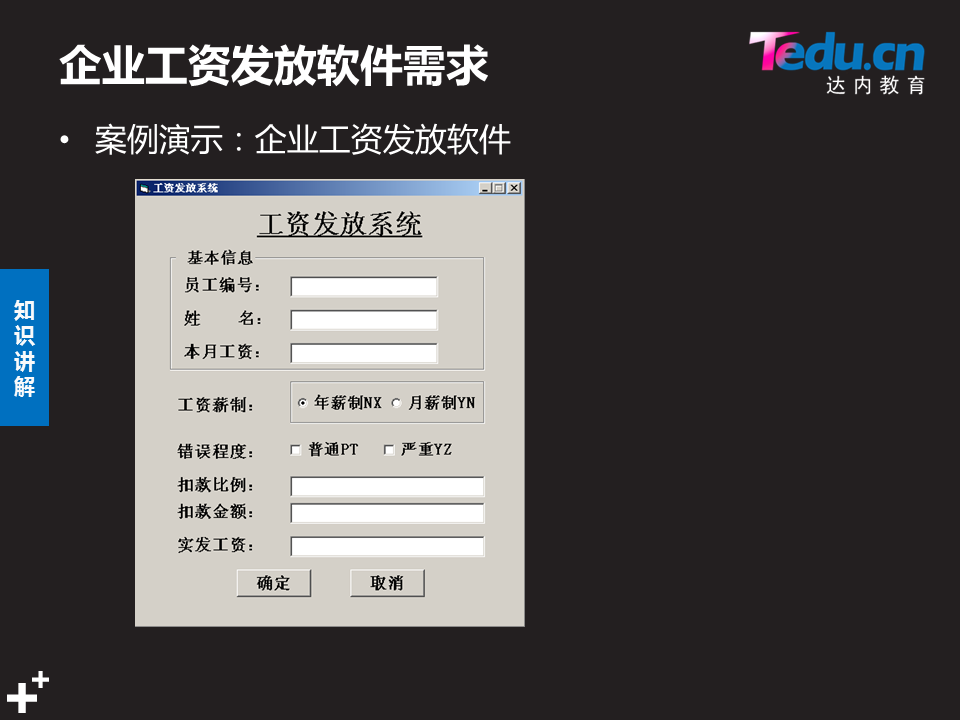 企业工资发放软件需求
Tedu.cn
达内教育
• 案例演示：企业工资发放软件
工资发放系统
工资发放系统
基本信息
员工编号：
姓 名：
本月工资：
工资薪制： 年薪制NX 月薪制YN
错误程度： 普通PT 严重YZ
扣款比例：
扣款金额：
实发工资：
确定 取消
知识讲解